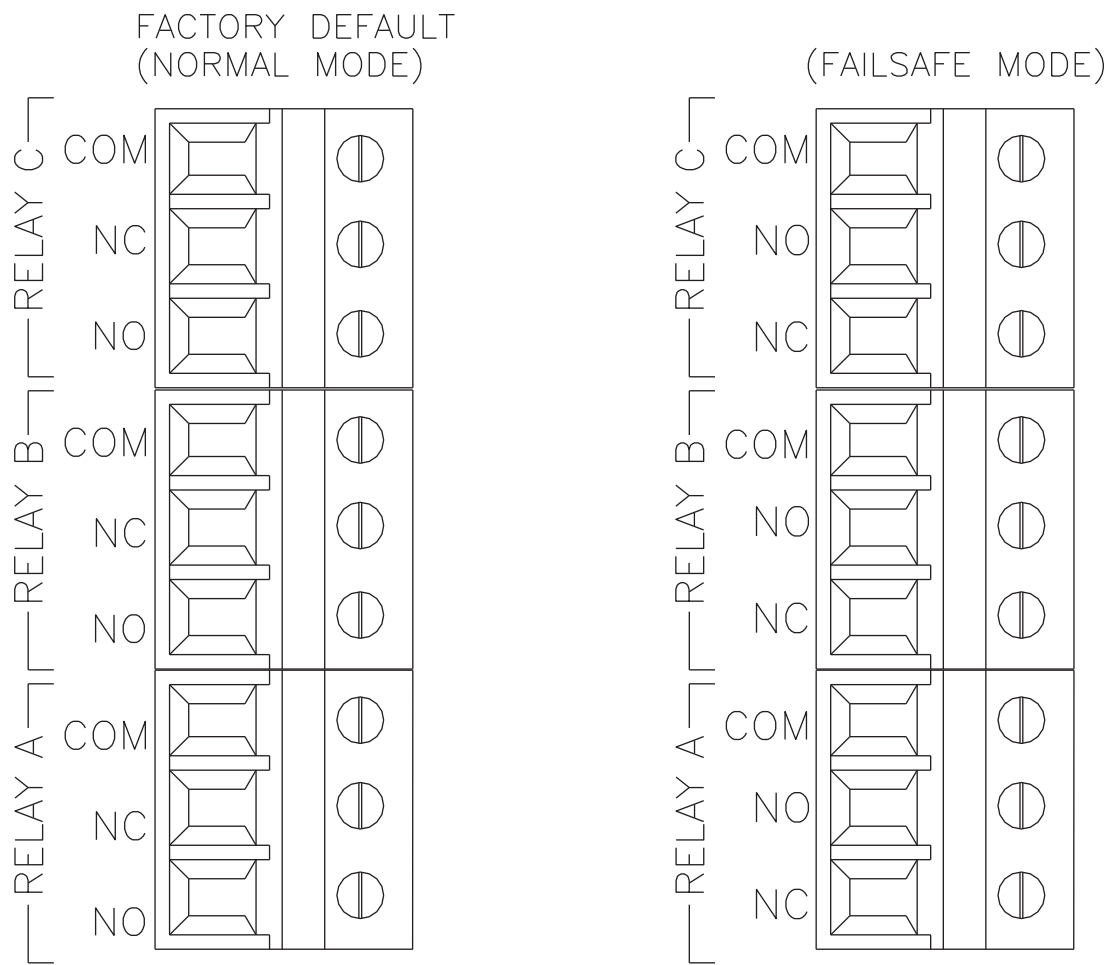 FACTORY DEFAULT
(NORMAL MODE)
RELAY C
COM
NC
NO
RELAY B
COM
NC
NO
RELAY A
COM
NC
NO
(FAILSAFE MODE)
RELAY C
COM
NO
NC
RELAY B
COM
NO
NC
RELAY A
COM
NO
NC